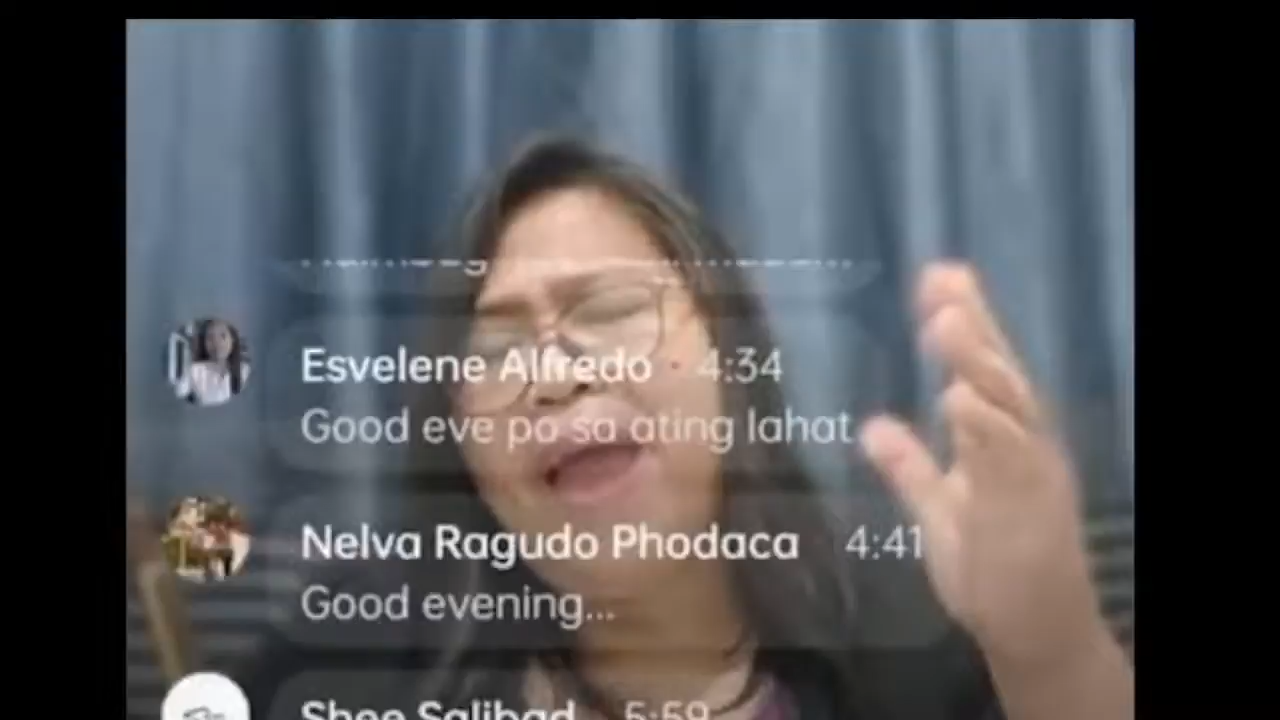 Esvelene Alfredo · 4:34
Good eve po sa ating lahat
Nelva Ragudo Phodaca 4:41
Good evening...
Shee Salibad 5:59